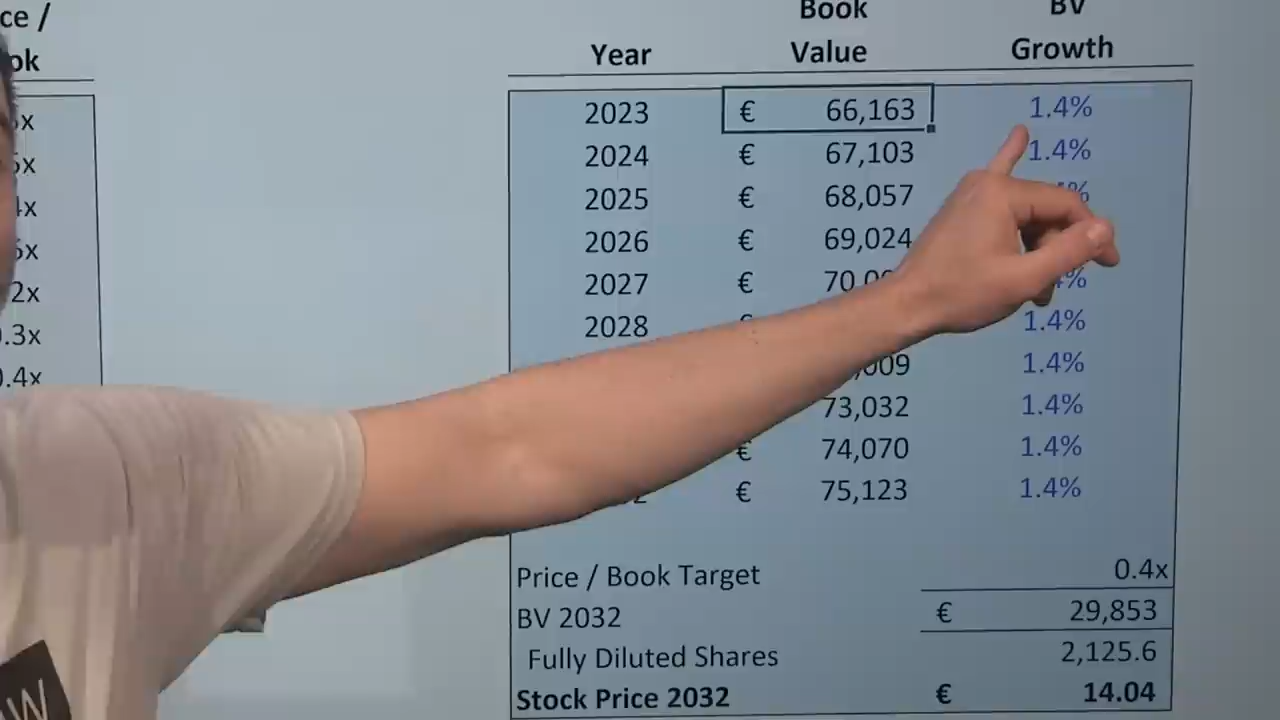 ce /
ok
x
x
x
x
2x
.3x
.4x
Book BV
Year Value Growth
2023 € 66,163 1.4%
2024 € 67,103 1.4%
2025 € 68,057 %
2026 € 69,024
2027 € 70,0 %
2028 1.4%
,009 1.4%
73,032 1.4%
€ 74,070 1.4%
€ 75,123 1.4%
Price / Book Target 0.4x
BV 2032 € 29,853
Fully Diluted Shares 2,125.6
Stock Price 2032 € 14.04
W